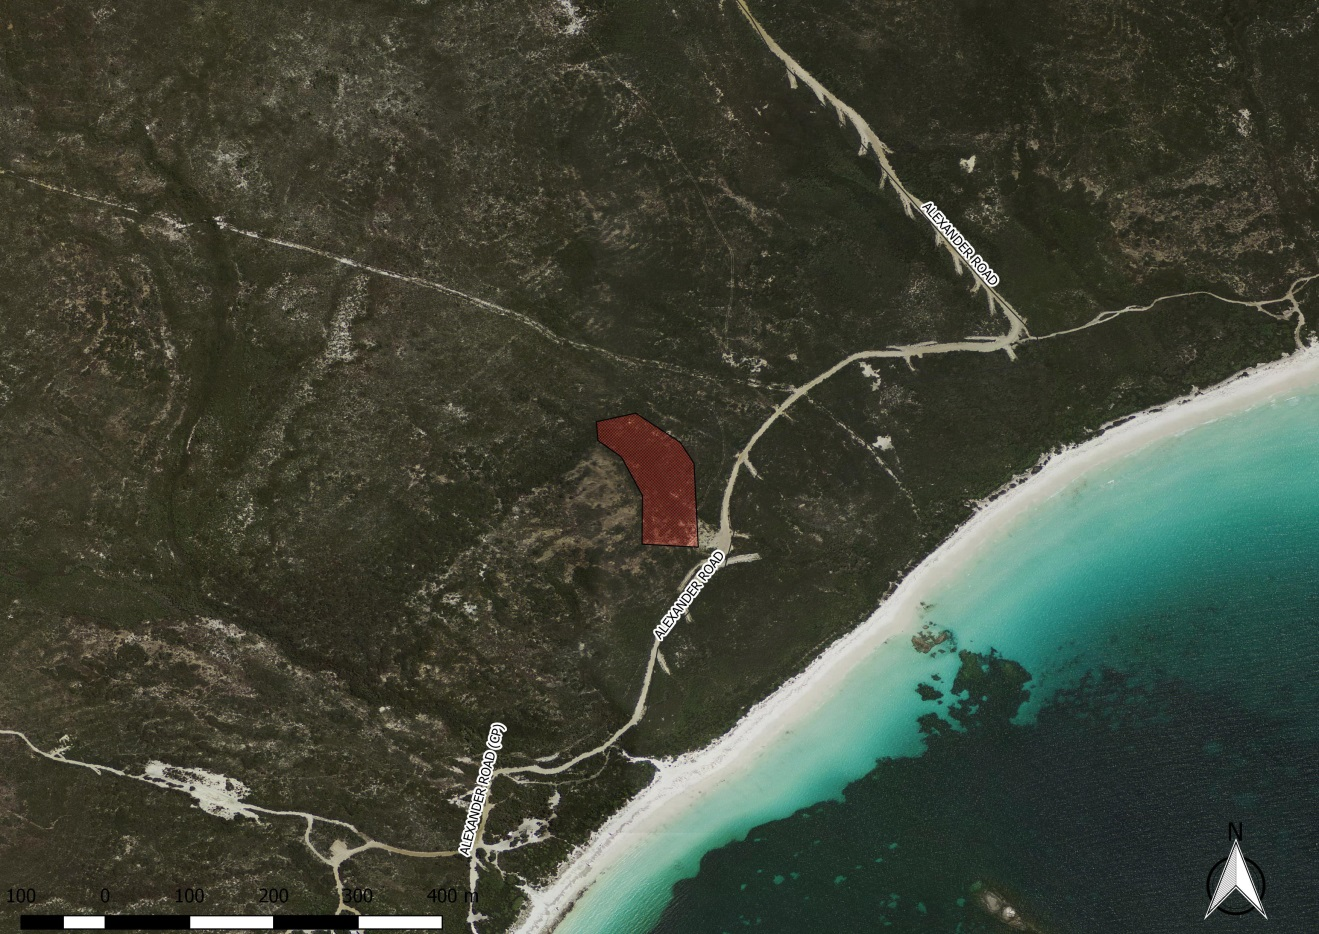 ALEXANDER ROAD
ALEXANDER ROAD
ALEXANDER ROAD (CP)
N
100 0 100 200 300 400 m